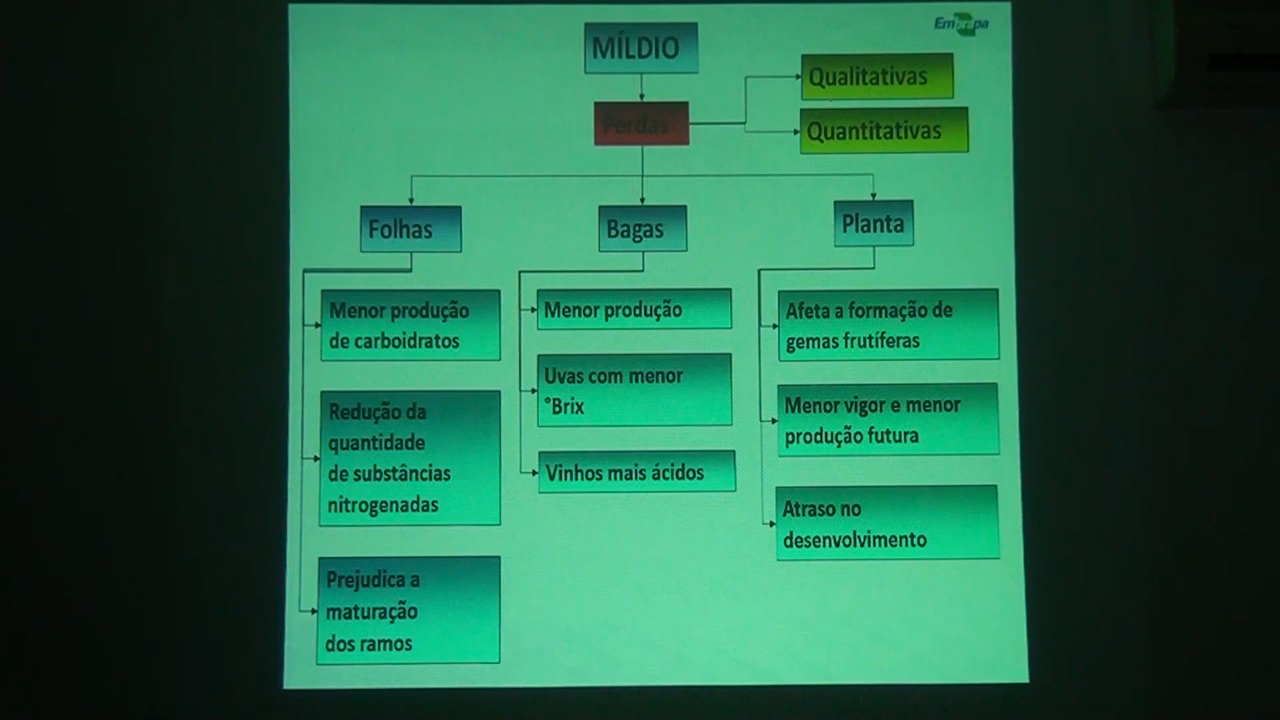 MÍLDIO
Embrapa
Perdas
Qualitativas
Quantitativas
Folhas
Bagas
Planta
Menor produção
de carboidratos
Redução da
quantidade
de substâncias
nitrogenadas
Prejudica a
maturação
dos ramos
Menor produção
Uvas com menor
°Brix
Vinhos mais ácidos
Afeta a formação de
gemas frutíferas
Menor vigor e menor
produção futura
Atraso no
desenvolvimento